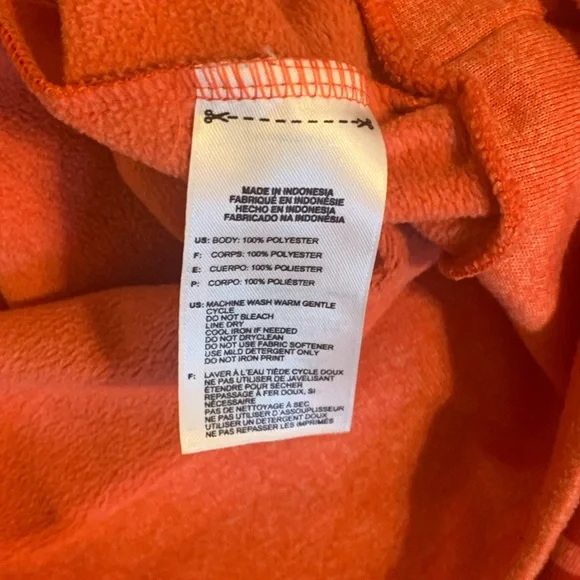 MADE IN INDONESIA
FABRIQUÉ EN INDONÉSIE
HECHO EN INDONESIA
FABRICADO NA INDONÉSIA
US: BODY: 100% POLYESTER
F: CORPS: 100% POLYESTER
E: CUERPO: 100% POLIESTER
P: CORPO: 100% POLIÉSTER
US: MACHINE WASH WARM GENTLE
CYCLE
DO NOT BLEACH
LINE DRY
COOL IRON IF NEEDED
DO NOT DRYCLEAN
DO NOT USE FABRIC SOFTENER
USE MILD DETERGENT ONLY
DO NOT IRON PRINT
F: LAVER À L'EAU TIÈDE CYCLE DOUX
NE PAS UTILISER DE JAVELISANT
ÉTENDRE POUR SÉCHER
REPASSAGE À FER DOUX, SI
NÉCESSAIRE
PAS DE NETTOYAGE À SEC
NE PAS UTILISER D'ASSOUPLISSEUR
UTILISER UN DETERGENT DOUX
NE PAS REPASSER LES IMPRIMÉS